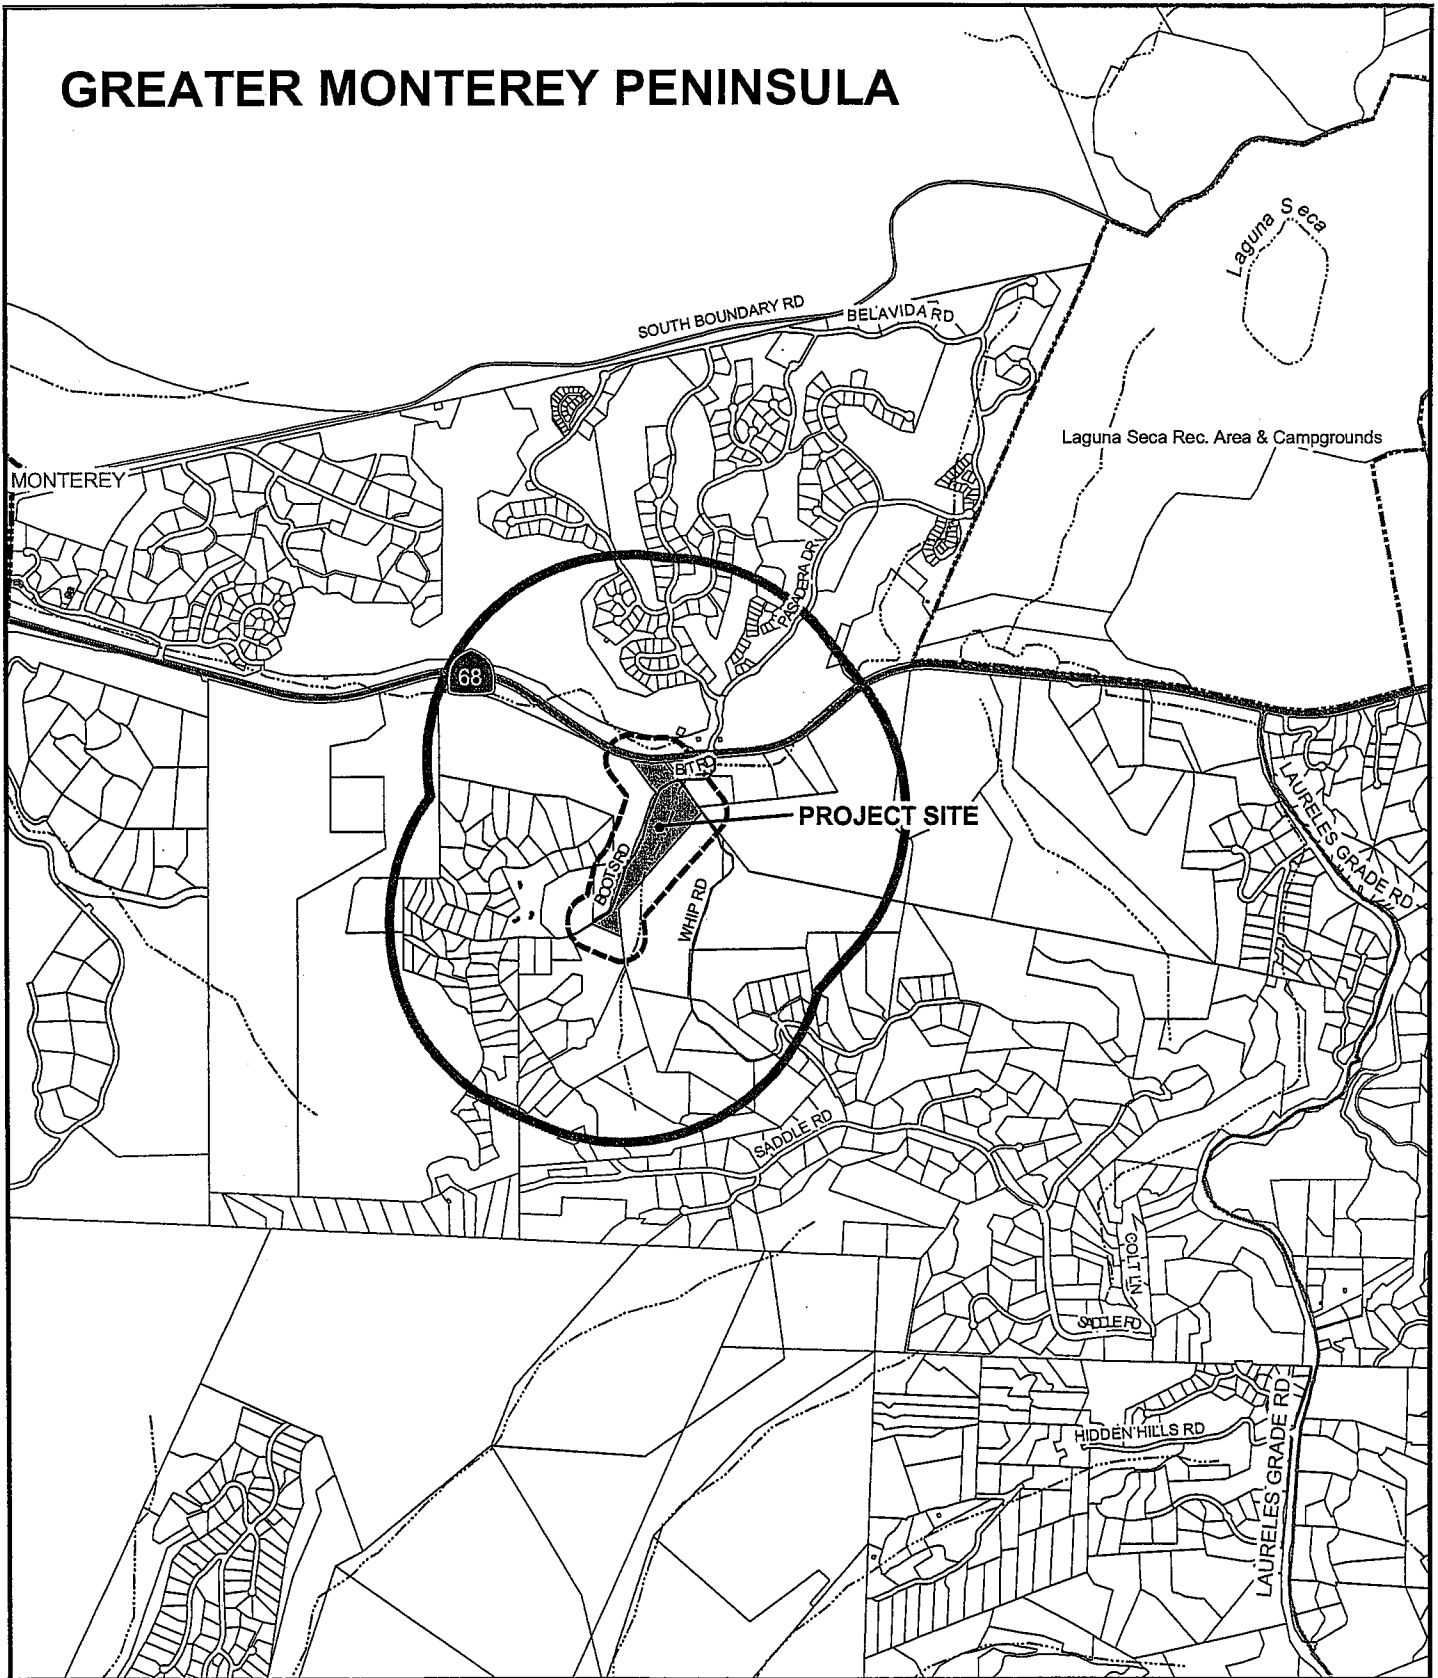 GREATER MONTEREY PENINSULA
Laguna Seca
SOUTH BOUNDARY RD
BELAVIDA RD
Laguna Seca Rec. Area & Campgrounds
MONTEREY
PASADERA DR
68
BIT RD
PROJECT SITE
LAURELES GRADE RD
BOOTS RD
WHIP RD
SADDLE RD
COLT LN
SADDLE RD
HIDDEN HILLS RD
LAURELES GRADE RD